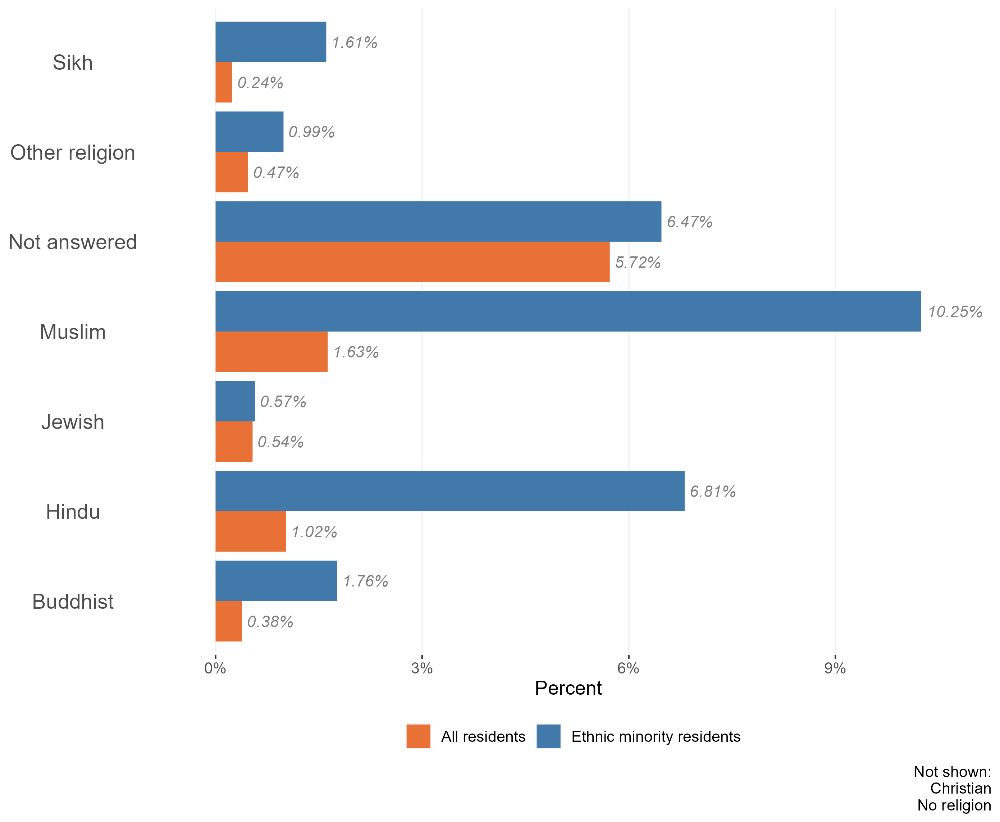 Sikh
1.61%
0.24%
Other religion
0.99%
0.47%
Not answered
6.47%
5.72%
Muslim
10.25%
1.63%
Jewish
0.57%
0.54%
Hindu
6.81%
1.02%
Buddhist
1.76%
0.38%
0% 3% 6% 9%
Percent
All residents Ethnic minority residents
Not shown:
Christian
No religion